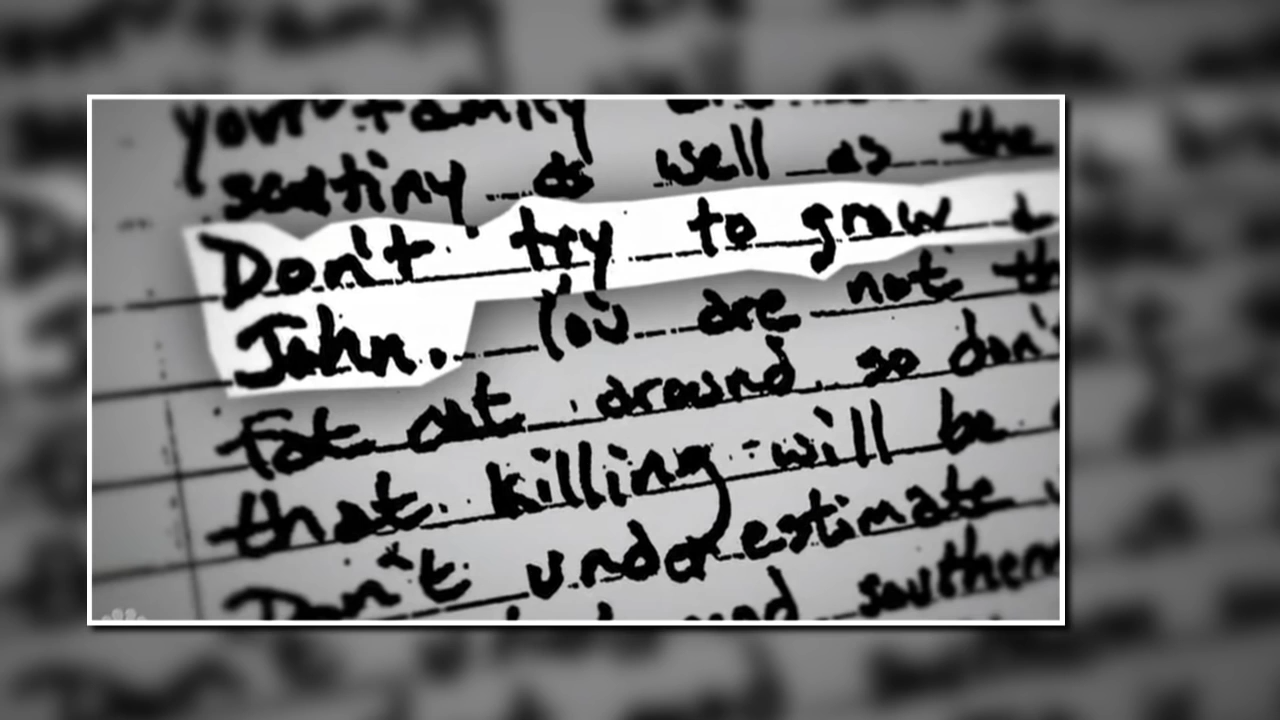 your family
scrutiny as well as the
Don't try to grow
John. You are not
fat cat around so don't
that. killing will be
Don't underestimate
southern